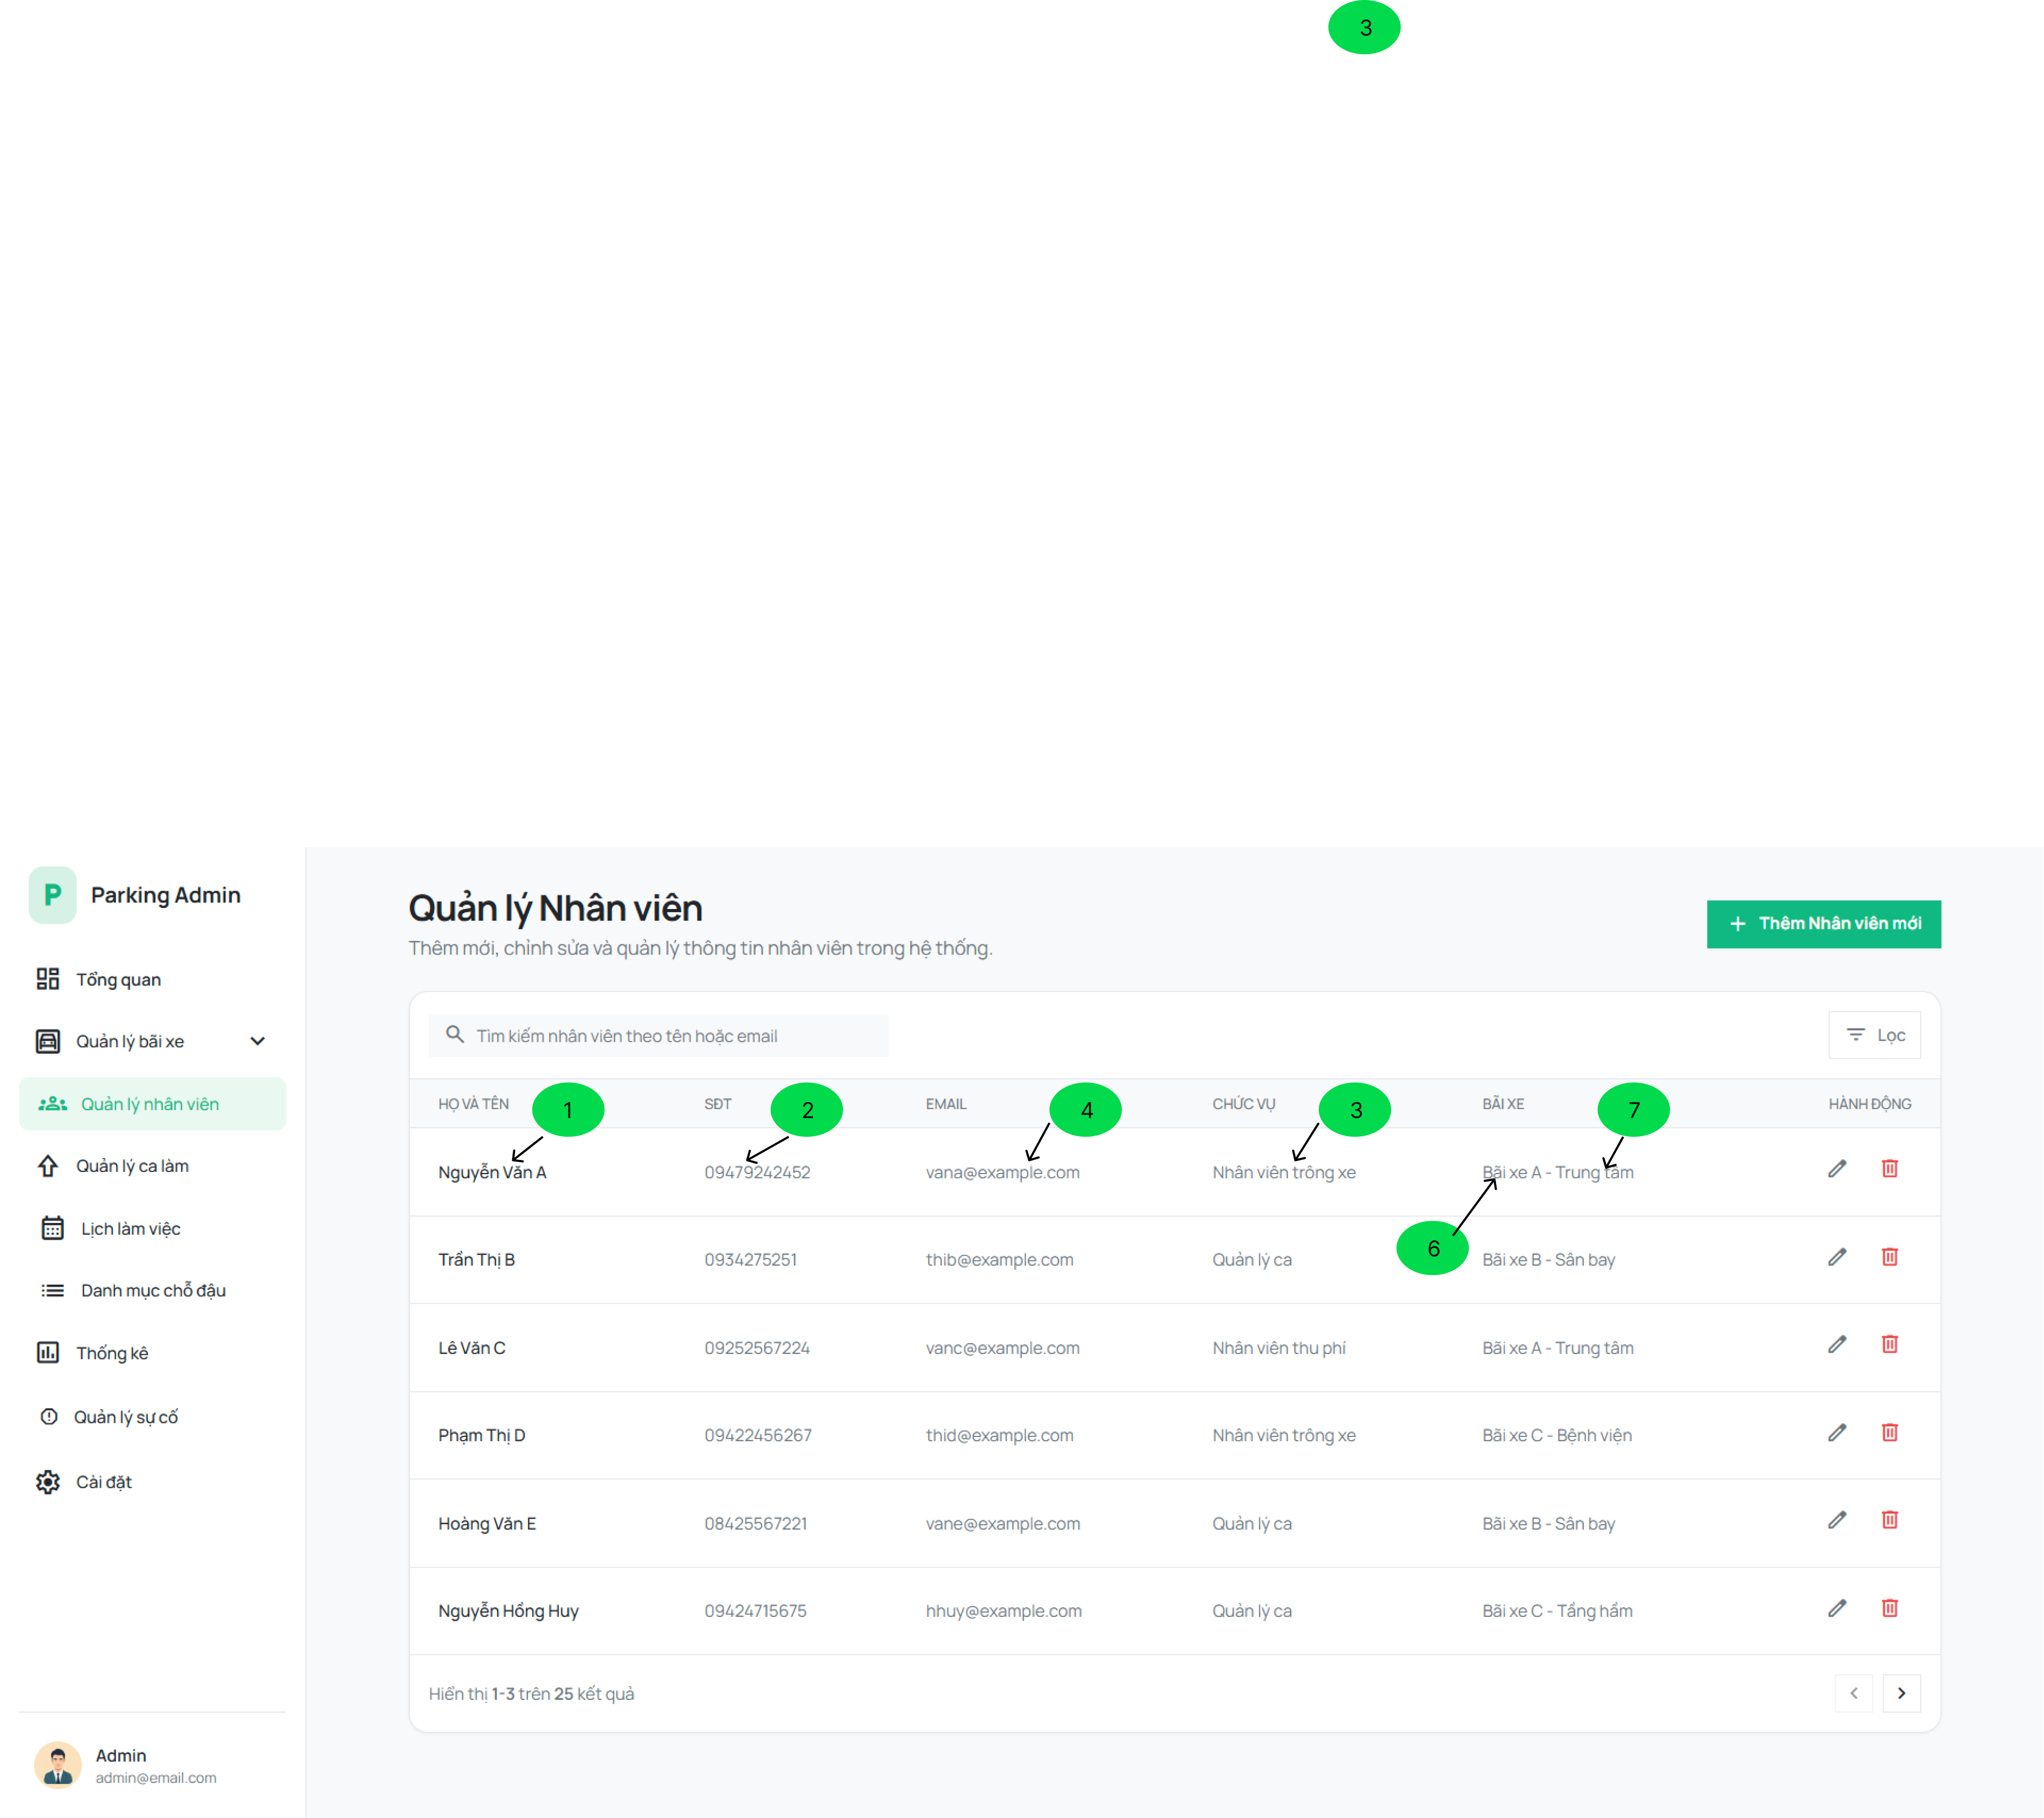 3
P
Parking Admin
Tổng quan
Quản lý bãi xe
Quản lý nhân viên
Quản lý ca làm
Lịch làm việc
Danh mục chỗ đậu
Thống kê
Quản lý sự cố
Cài đặt
Admin
admin@email.com
Quản lý Nhân viên
Thêm mới, chỉnh sửa và quản lý thông tin nhân viên trong hệ thống.
+ Thêm Nhân viên mới
Tìm kiếm nhân viên theo tên hoặc email
Lọc
HỌ VÀ TÊN 1 SĐT 2 EMAIL 4 CHỨC VỤ 3 BÃI XE 7 HÀNH ĐỘNG
Nguyễn Văn A 09479242452 vana@example.com Nhân viên trông xe Bãi xe A - Trung tâm
6
Trần Thị B 0934275251 thib@example.com Quản lý ca Bãi xe B - Sân bay
Lê Văn C 09252567224 vanc@example.com Nhân viên thu phí Bãi xe A - Trung tâm
Phạm Thị D 09422456267 thid@example.com Nhân viên trông xe Bãi xe C - Bệnh viện
Hoàng Văn E 08425567221 vane@example.com Quản lý ca Bãi xe B - Sân bay
Nguyễn Hồng Huy 09424715675 hhuy@example.com Quản lý ca Bãi xe C - Tầng hầm
Hiển thị 1-3 trên 25 kết quả